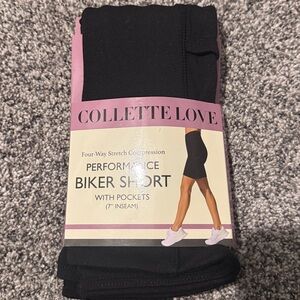 COLLETTE LOVE
Four-Way Stretch Compression
PERFORMANCE
BIKER SHORT
WITH POCKETS
(7" INSEAM)